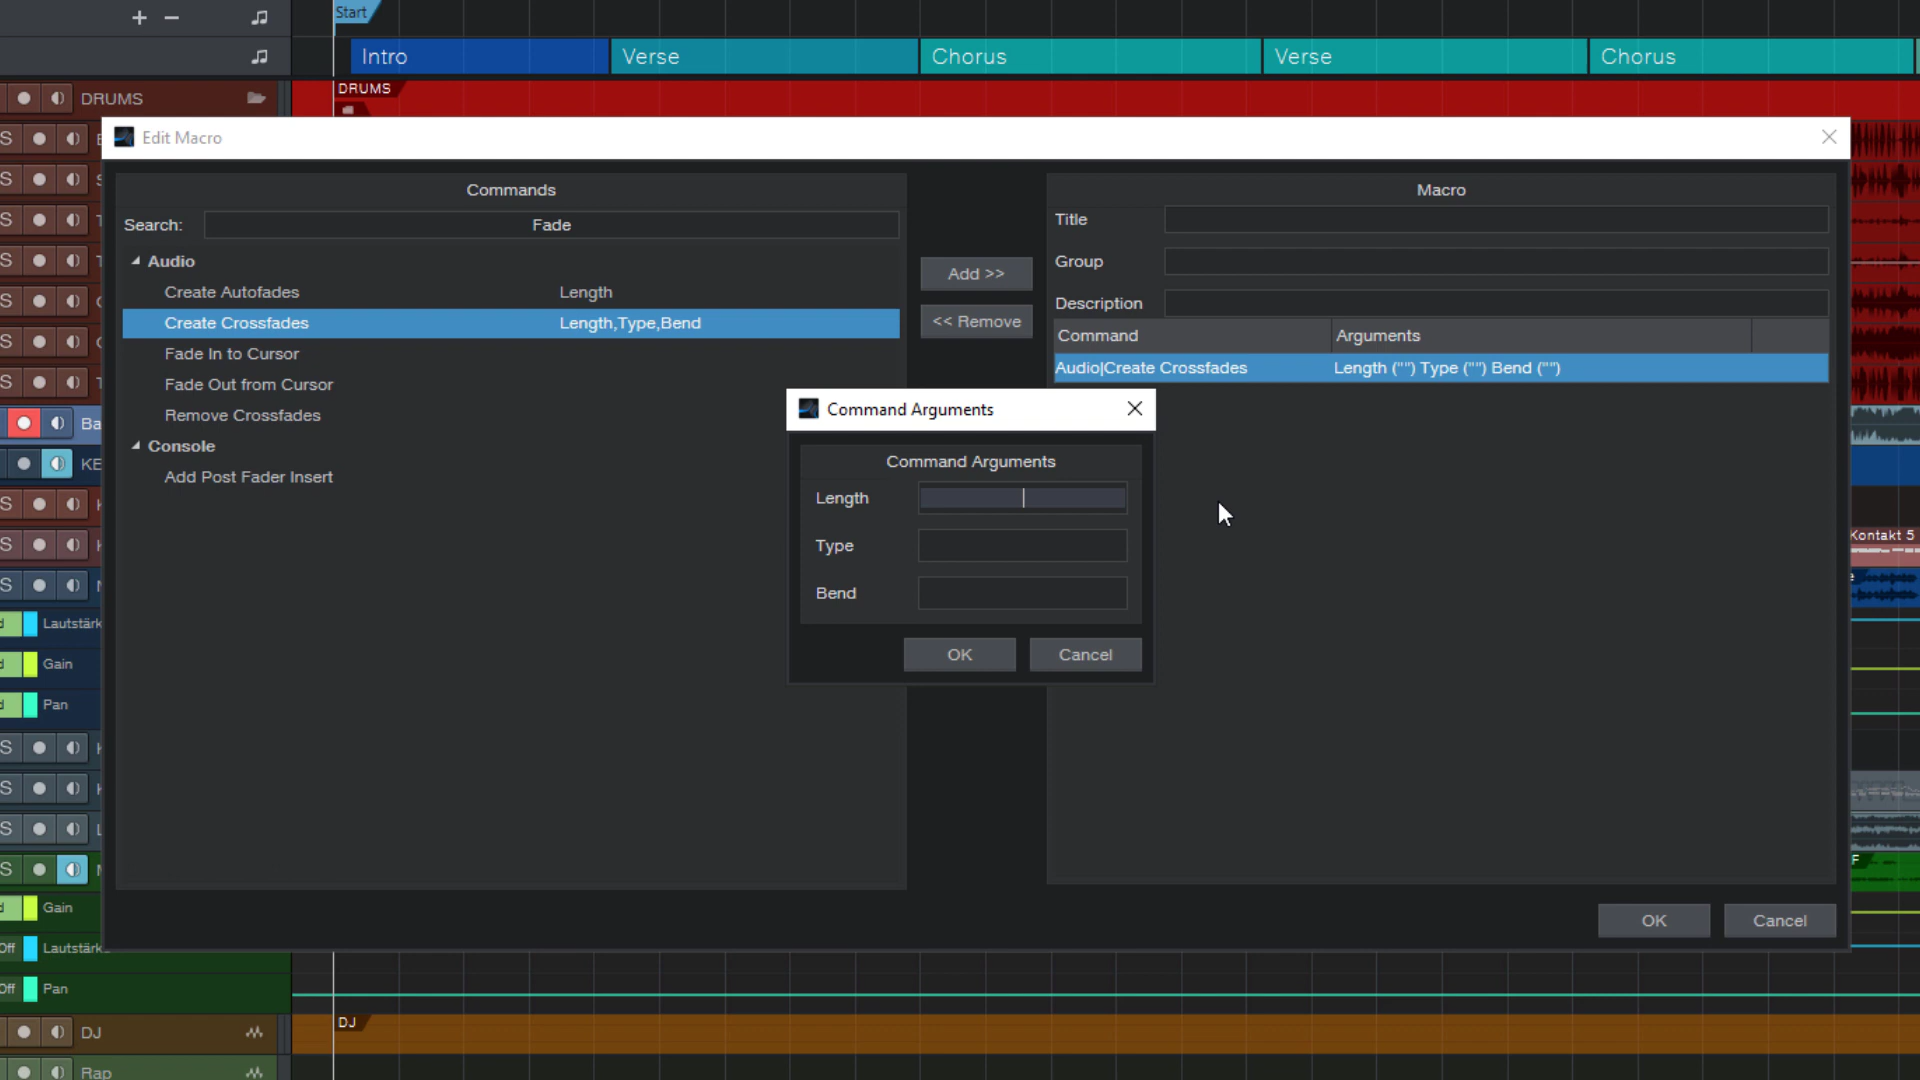 Start
Intro
Verse
Chorus
Verse
Chorus
DRUMS
DRUMS
Edit Macro
Commands
Search:
Fade
Audio
Create Autofades
Length
Create Crossfades
Length,Type,Bend
Fade In to Cursor
Fade Out from Cursor
Remove Crossfades
Console
Add Post Fader Insert
Add >>
<< Remove
Macro
Title
Group
Description
Command
Arguments
Audio|Create Crossfades
Length ("") Type ("") Bend ("")
Command Arguments
Command Arguments
Length
Type
Bend
OK
Cancel
OK
Cancel
S
S
S
S
S
S
S
Ba
KE
S
S
Kontakt 5
S
Lautstärk
Gain
Pan
S
S
S
S
F
Gain
Off
Lautstärk
Off
Pan
DJ
DJ
Rap